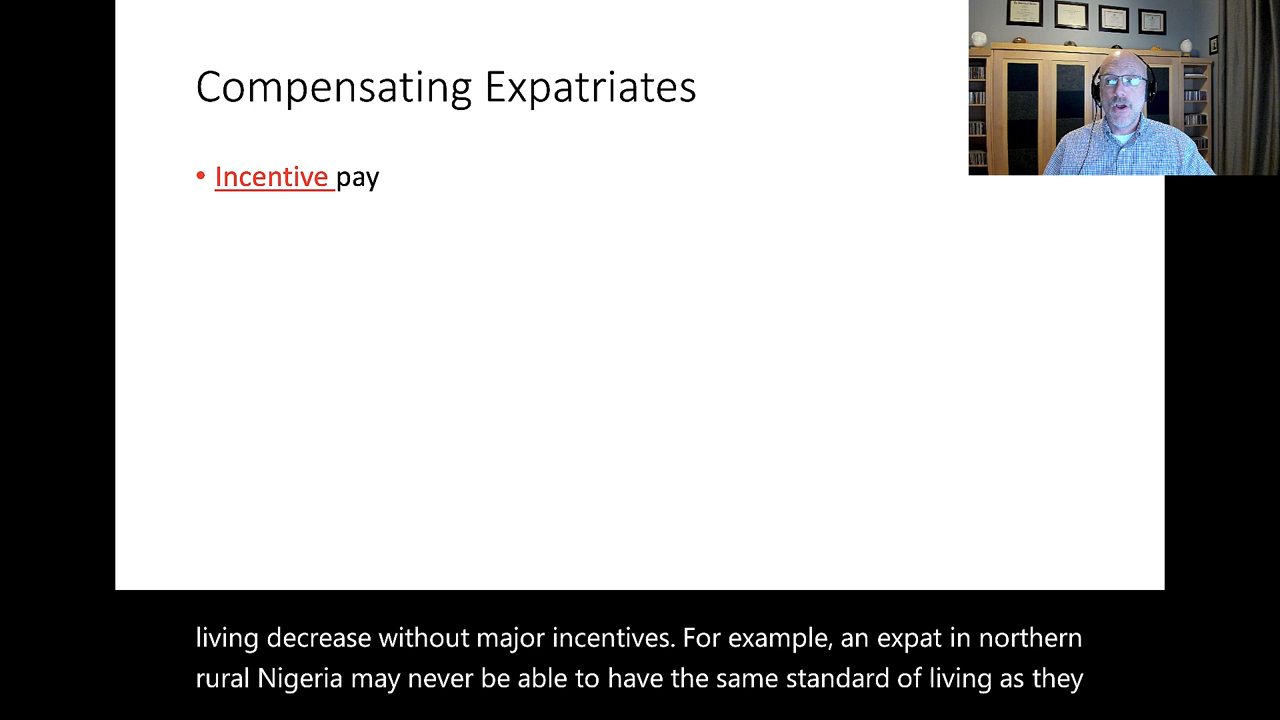 Compensating Expatriates
• Incentive pay
living decrease without major incentives. For example, an expat in northern
rural Nigeria may never be able to have the same standard of living as they